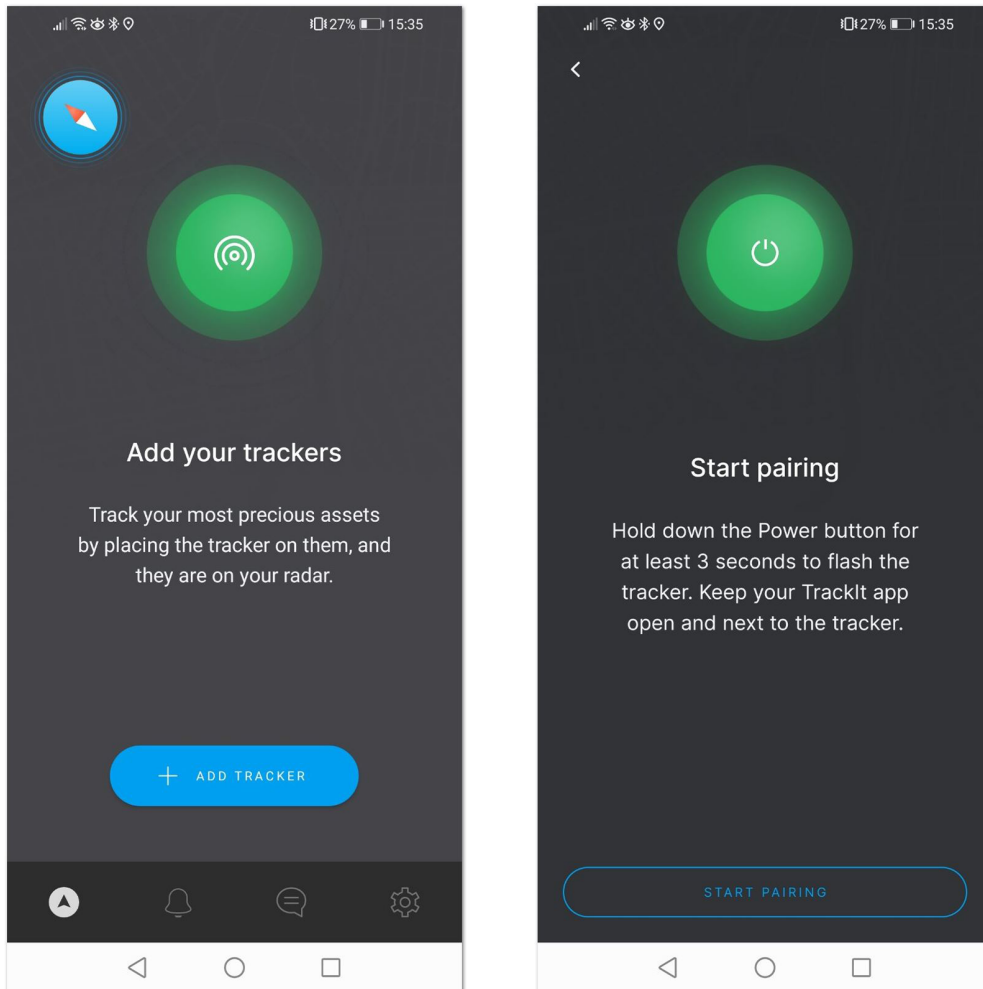 27% 15:35
Add your trackers
Track your most precious assets
by placing the tracker on them, and
they are on your radar.
ADD TRACKER
27% 15:35
Start pairing
Hold down the Power button for
at least 3 seconds to flash the
tracker. Keep your TrackIt app
open and next to the tracker.
START PAIRING